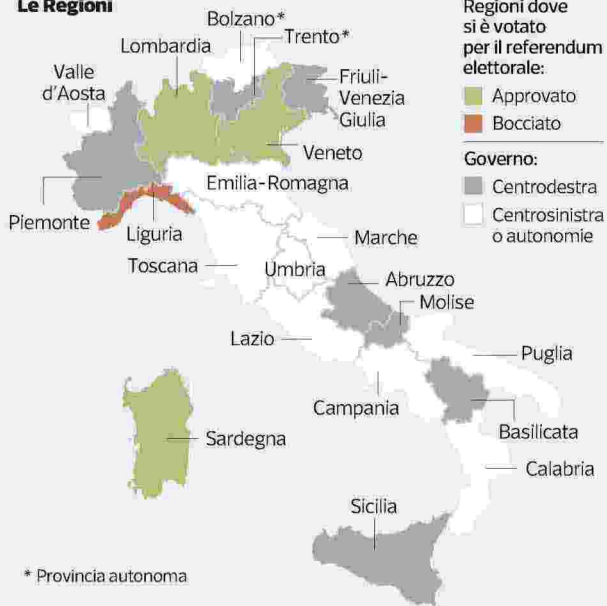 Le Regioni
Regioni dove
si è votato
per il referendum
elettorale:
Approvato
Bocciato
Governo:
Centrodestra
Centrosinistra
o autonomie
Bolzano*
Trento*
Lombardia
Valle
d'Aosta
Friuli-
Venezia
Giulia
Veneto
Emilia-Romagna
Piemonte
Liguria
Toscana
Umbria
Marche
Abruzzo
Molise
Lazio
Puglia
Campania
Basilicata
Sardegna
Calabria
Sicilia
* Provincia autonoma